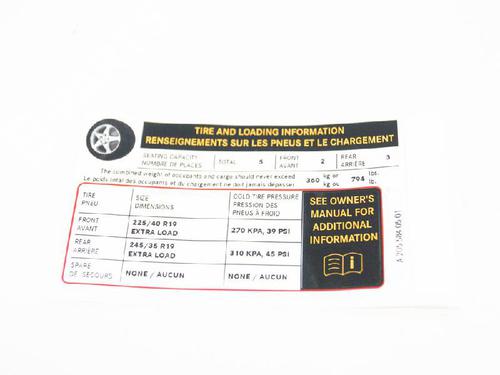 TIRE AND LOADING INFORMATION
RENSEIGNEMENTS SUR LES PNEUS ET LE CHARGEMENT
SEATING CAPACITY
NOMBRE DE PLACES
TOTAL 5
FRONT
AVANT
2
REAR
ARRIÈRE
3
The combined weight of occupants and cargo should never exceed
Le poids total des occupants et du chargement ne doit jamais dépasser
360 kg or
kg ou
794 lbs.
lb.
TIRE
PNEU
SIZE
DIMENSIONS
COLD TIRE PRESSURE
PRESSION DES
PNEUS À FROID
FRONT
AVANT
225/40 R19
EXTRA LOAD
270 KPA, 39 PSI
REAR
ARRIÈRE
245/35 R19
EXTRA LOAD
310 KPA, 45 PSI
SPARE
DE SECOURS
NONE / AUCUN
NONE / AUCUN
SEE OWNER'S
MANUAL FOR
ADDITIONAL
INFORMATION
A 205 584 05 01